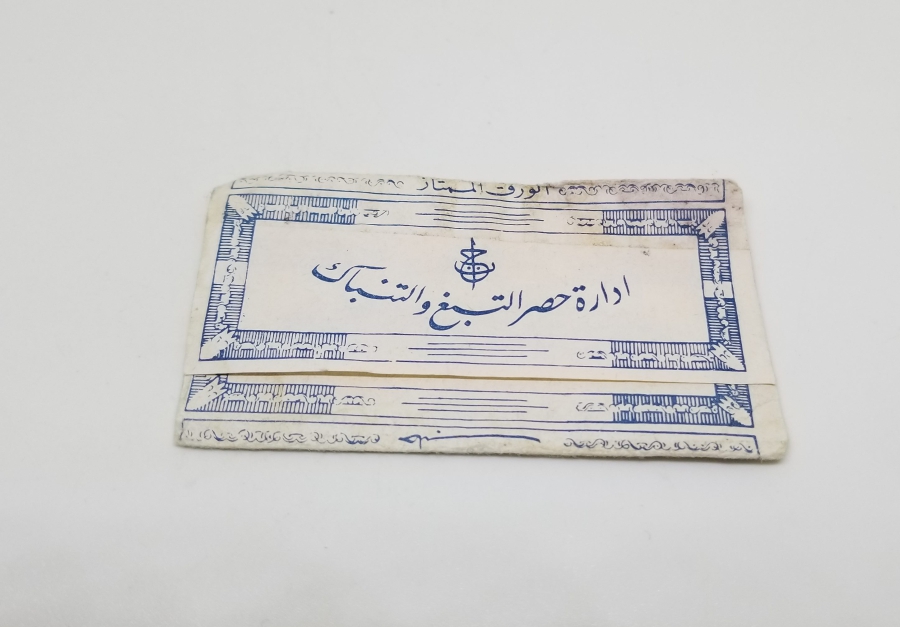 الورق الممتاز
ادارة حصر التبغ والتنباك